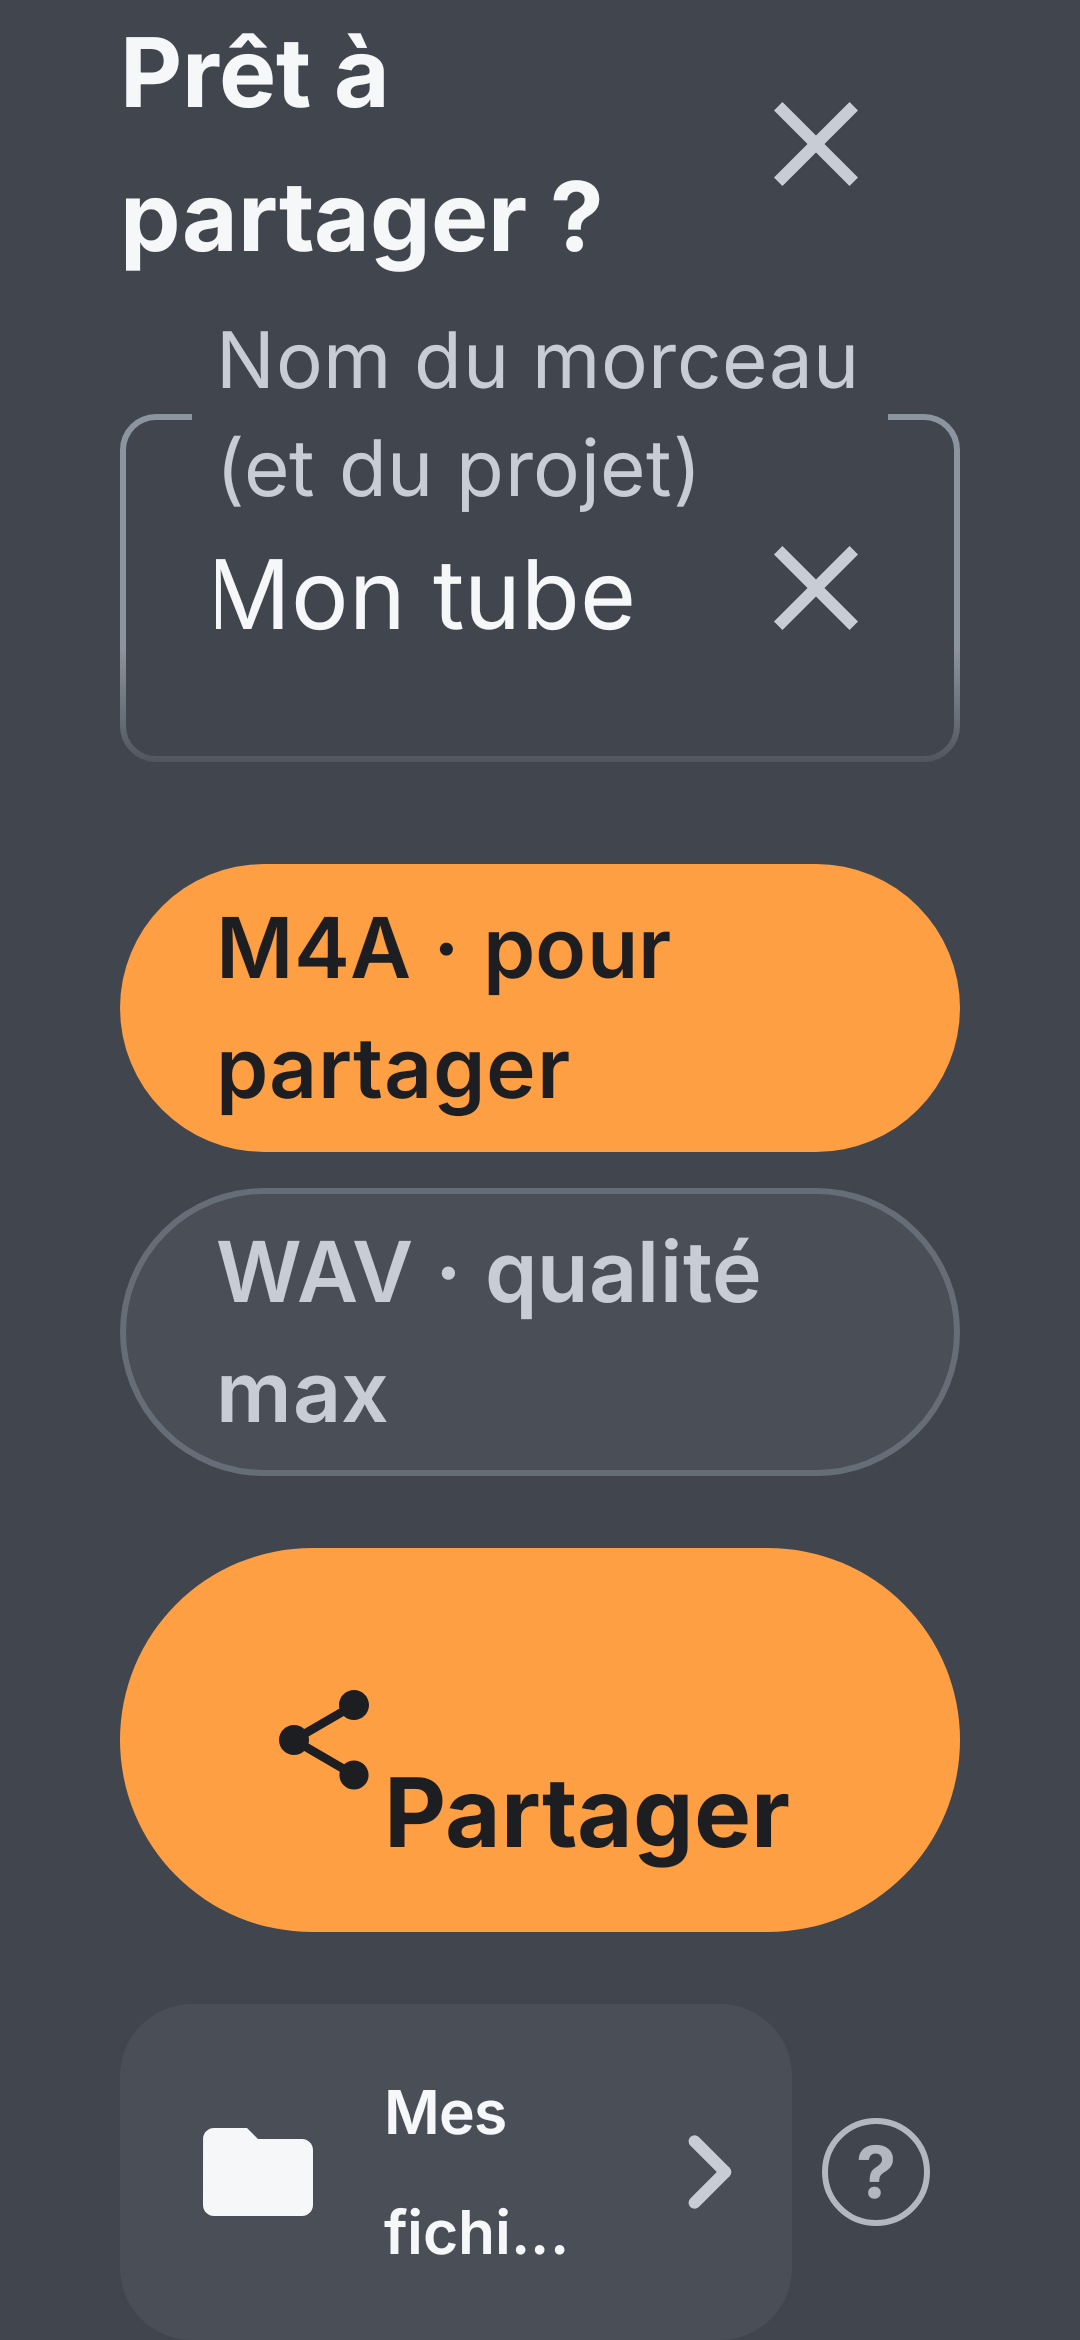 Prêt à
partager ?
Nom du morceau
(et du projet)
Mon tube
M4A · pour
partager
WAV · qualité
max
Partager
Mes
fichi...
?